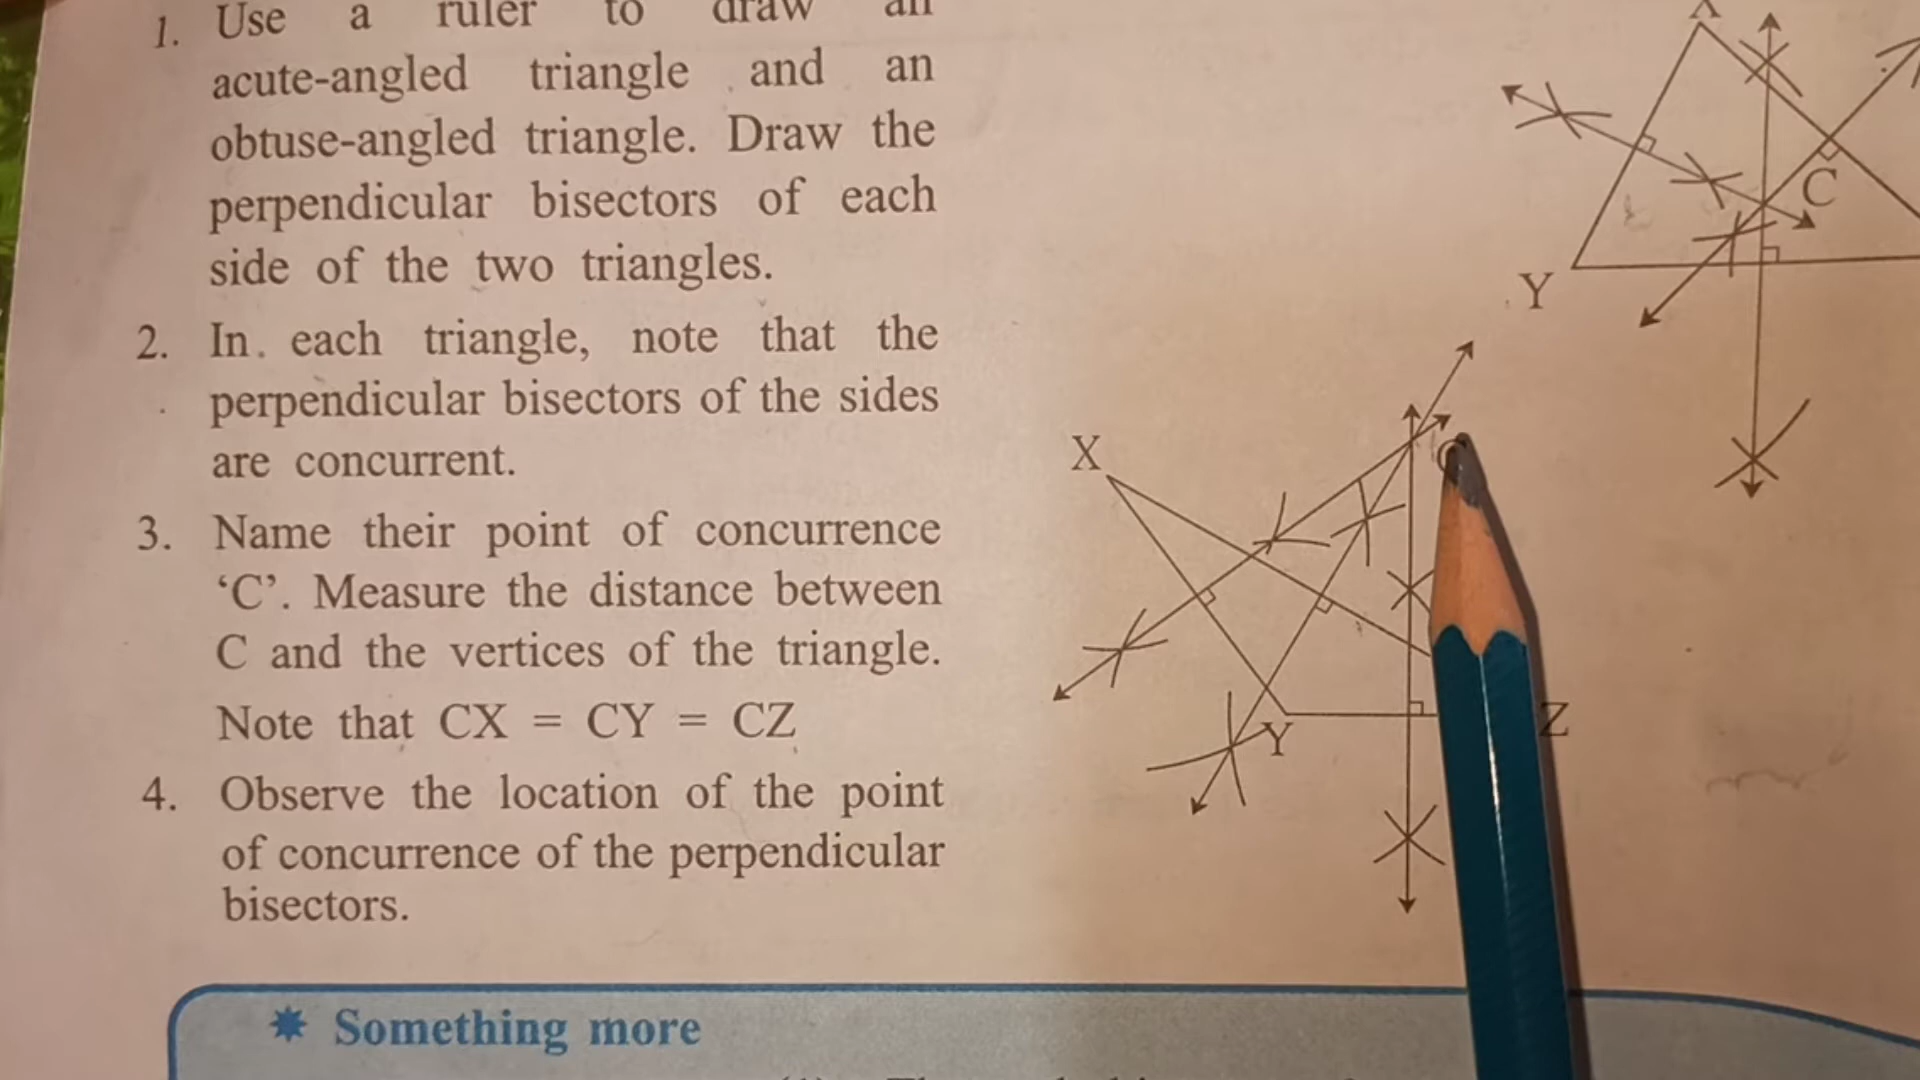 1. Use a ruler to draw an
acute-angled triangle and an
obtuse-angled triangle. Draw the
perpendicular bisectors of each
side of the two triangles.
2. In each triangle, note that the
perpendicular bisectors of the sides
are concurrent.
3. Name their point of concurrence
‘C’. Measure the distance between
C and the vertices of the triangle.
Note that CX = CY = CZ
4. Observe the location of the point
of concurrence of the perpendicular
bisectors.
X
C
Y
X
Y
Z
* Something more